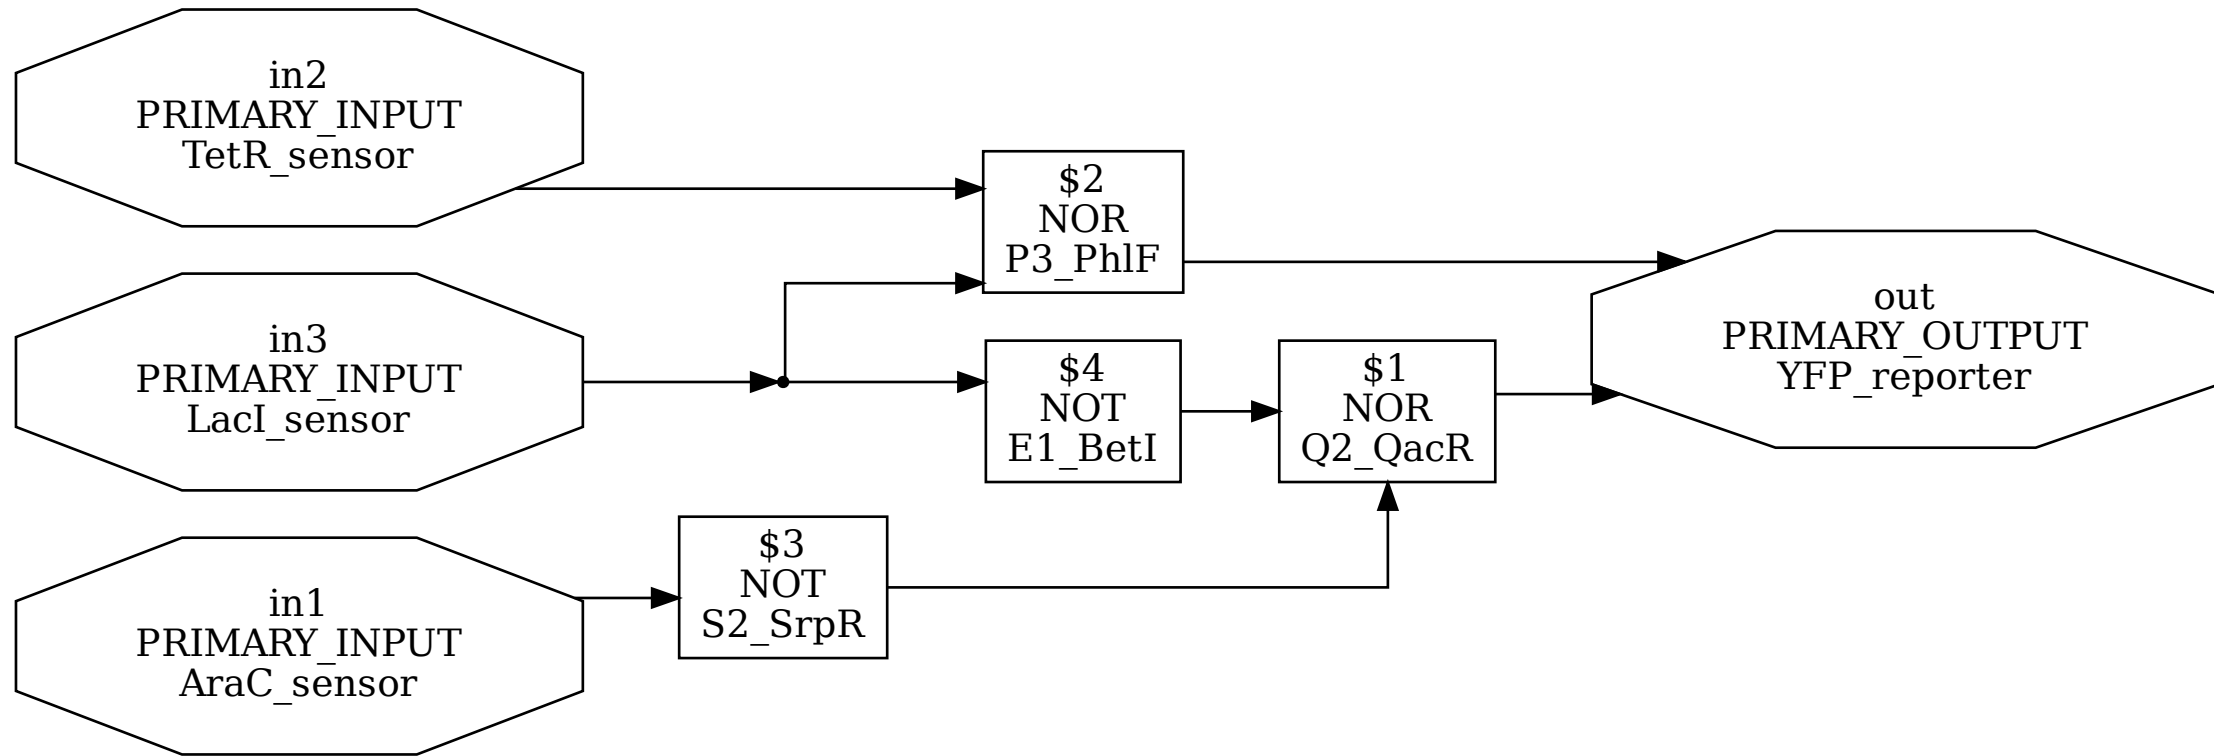 in2
PRIMARY_INPUT
TetR_sensor
$2
NOR
P3_PhlF
in3
PRIMARY_INPUT
LacI_sensor
$4
NOT
E1_BetI
$1
NOR
Q2_QacR
out
PRIMARY_OUTPUT
YFP_reporter
in1
PRIMARY_INPUT
AraC_sensor
$3
NOT
S2_SrpR